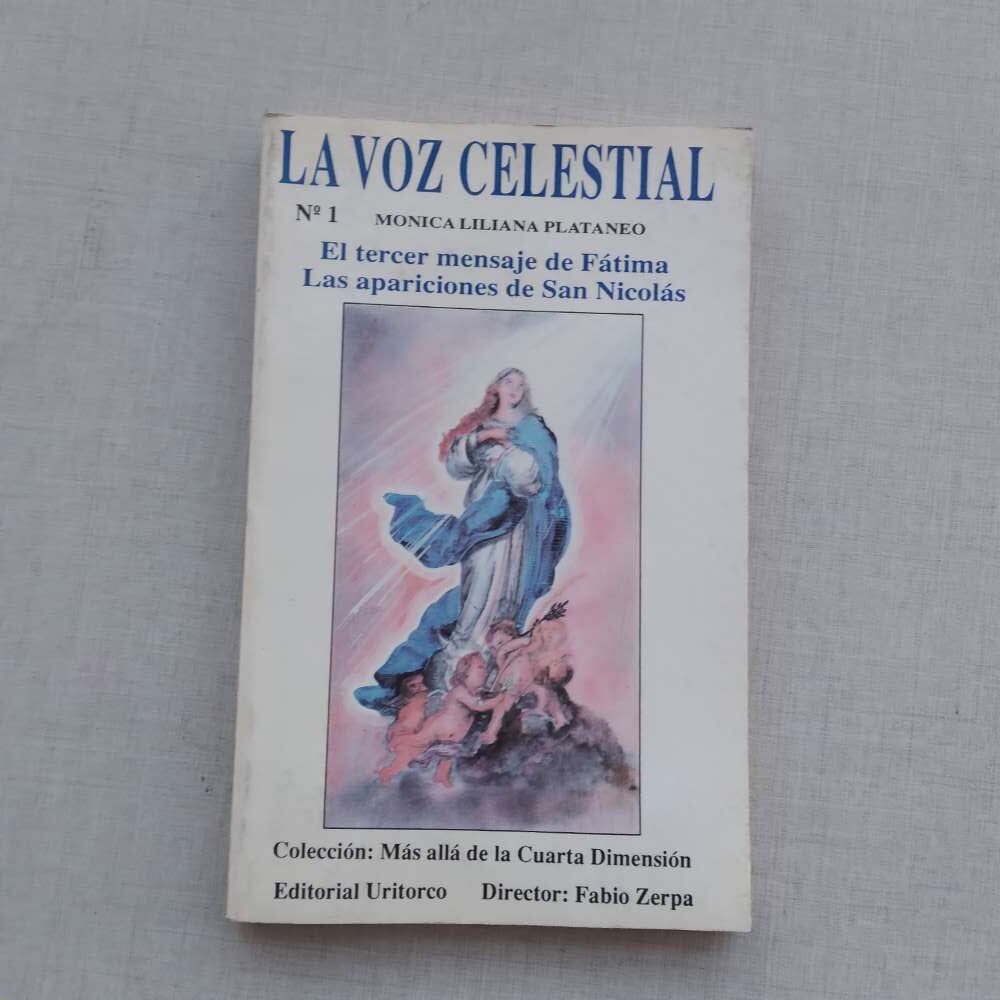 LA VOZ CELESTIAL
Nº 1 MONICA LILIANA PLATANEO
El tercer mensaje de Fátima
Las apariciones de San Nicolás
Colección: Más allá de la Cuarta Dimensión
Editorial Uritorco Director: Fabio Zerpa